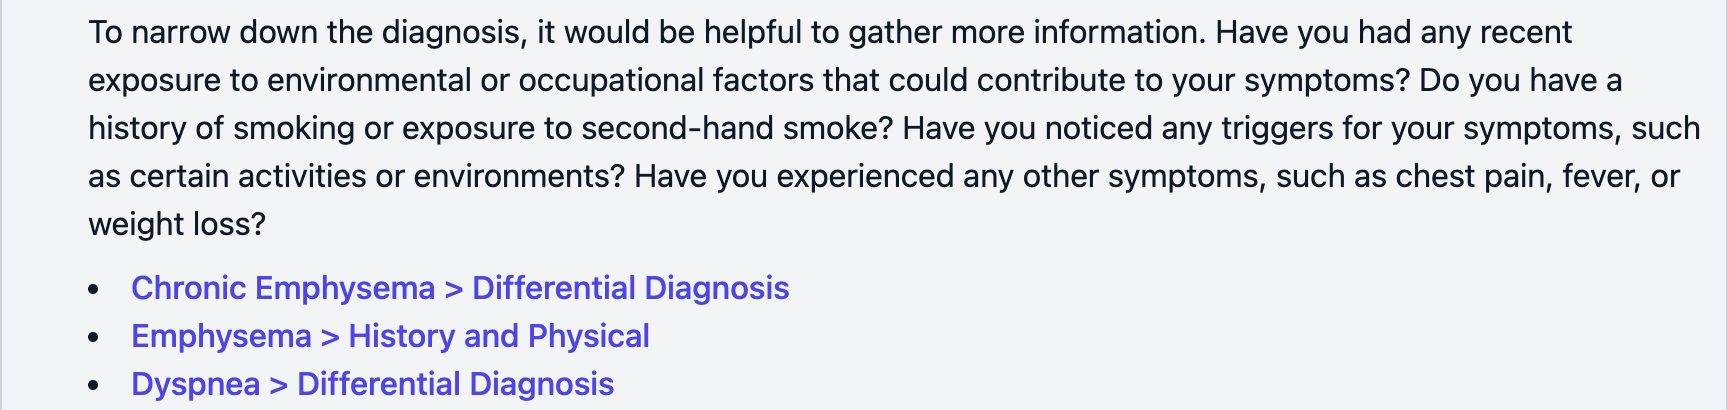 To narrow down the diagnosis, it would be helpful to gather more information. Have you had any recent
exposure to environmental or occupational factors that could contribute to your symptoms? Do you have a
history of smoking or exposure to second-hand smoke? Have you noticed any triggers for your symptoms, such
as certain activities or environments? Have you experienced any other symptoms, such as chest pain, fever, or
weight loss?
• Chronic Emphysema > Differential Diagnosis
• Emphysema > History and Physical
• Dyspnea > Differential Diagnosis